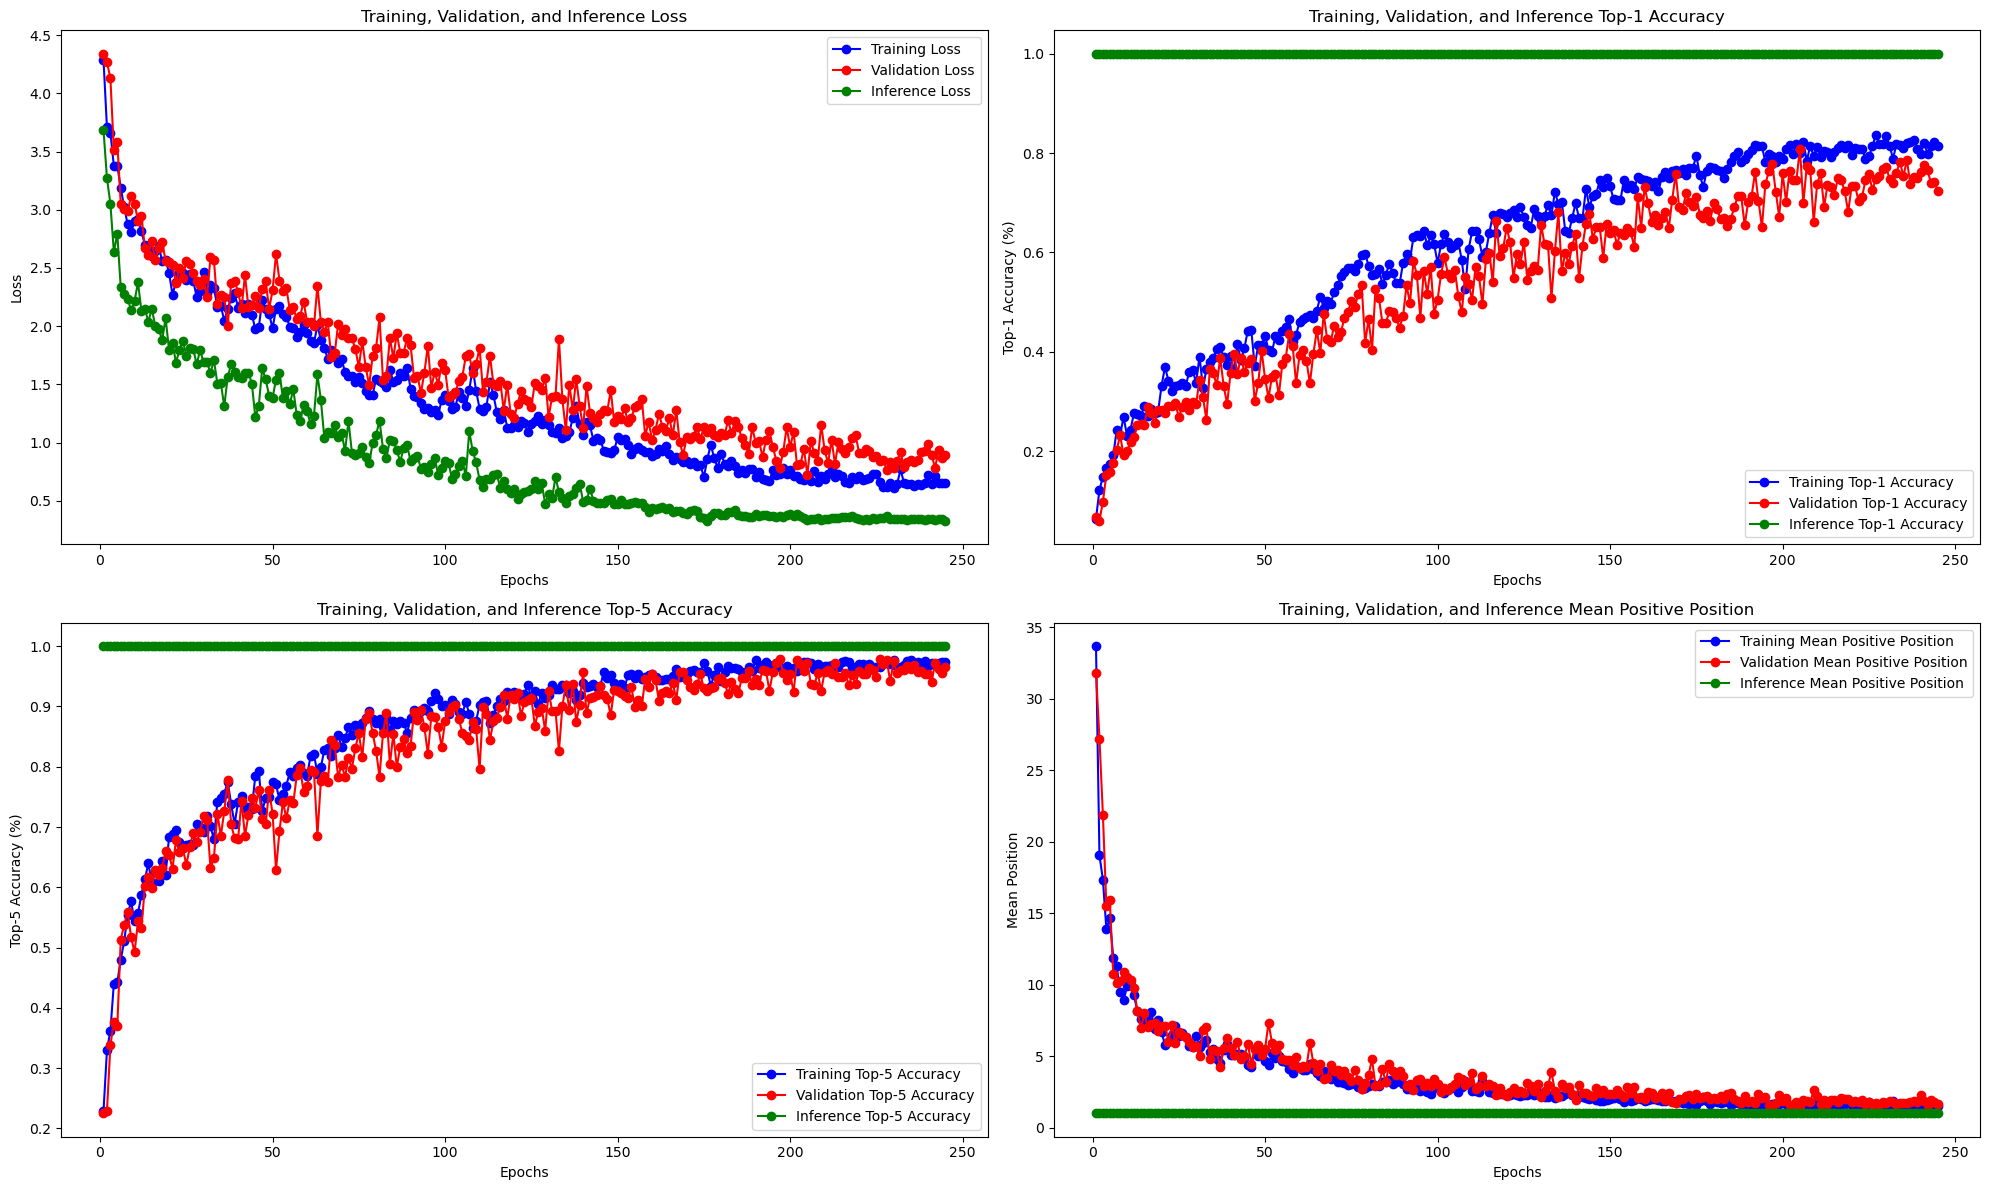 Training, Validation, and Inference Loss
4.5
4.0
3.5
3.0
2.5
2.0
1.5
1.0
0.5
Loss
0
50
100
150
200
250
Epochs
Training Loss
Validation Loss
Inference Loss
Training, Validation, and Inference Top-1 Accuracy
1.0
0.8
0.6
0.4
0.2
Top-1 Accuracy (%)
0
50
100
150
200
250
Epochs
Training Top-1 Accuracy
Validation Top-1 Accuracy
Inference Top-1 Accuracy
Training, Validation, and Inference Top-5 Accuracy
1.0
0.9
0.8
0.7
0.6
0.5
0.4
0.3
0.2
Top-5 Accuracy (%)
0
50
100
150
200
250
Epochs
Training Top-5 Accuracy
Validation Top-5 Accuracy
Inference Top-5 Accuracy
Training, Validation, and Inference Mean Positive Position
35
30
25
20
15
10
5
0
Mean Position
0
50
100
150
200
250
Epochs
Training Mean Positive Position
Validation Mean Positive Position
Inference Mean Positive Position